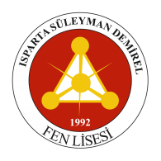 ISPARTA SÜLEYMAN DEMİREL
1992
FEN LİSESİ